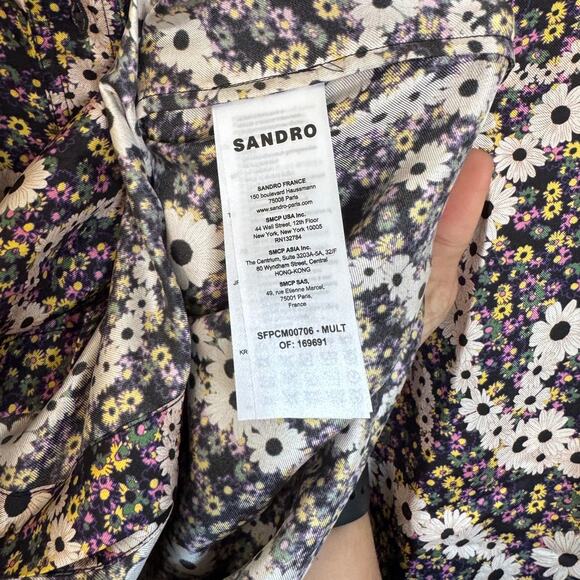 SANDRO
SANDRO FRANCE
150 boulevard Haussmann
75008 Paris
www.sandro-paris.com
SMCP USA Inc.
44 Wall Street, 12th Floor
New York, New York 10005
RN132784
SMCP ASIA Inc.
The Centrium, Suite 3203A-5A, 32/F
60 Wyndham Street, Central
HONG-KONG
SMCP SAS,
49, rue Etienne Marcel,
75001 Paris,
France
SFPCM00706 - MULT
OF: 169691
KR